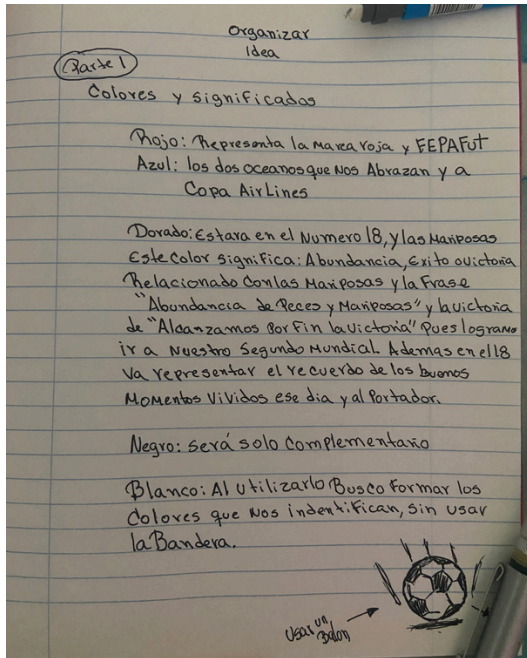 Organizar
Idea
Parte 1
Colores y significados
Rojo: Representa la Marea roja y FEPAFut
Azul: los dos oceanos que Nos Abrazan y a
Copa AirLines
Dorado: Estara en el Numero 18, y las Mariposas
Este Color significa: Abundancia, Exito o victoria
Relacionado Con las Mariposas y la Frase
"Abundancia de Peces y Mariposas" y la victoria
de "Alcanzamos Por Fin la victoria" Pues logramo
ir a Nuestro Segundo Mundial. Ademas en el 18
Va representar el recuerdo de los buenos
Momentos Vividos ese dia y al Portador.
Negro: será solo Complementario
Blanco: Al utilizarlo Busco Formar los
Colores que Nos indentifican, sin usar
la Bandera.
Usar un
Balon